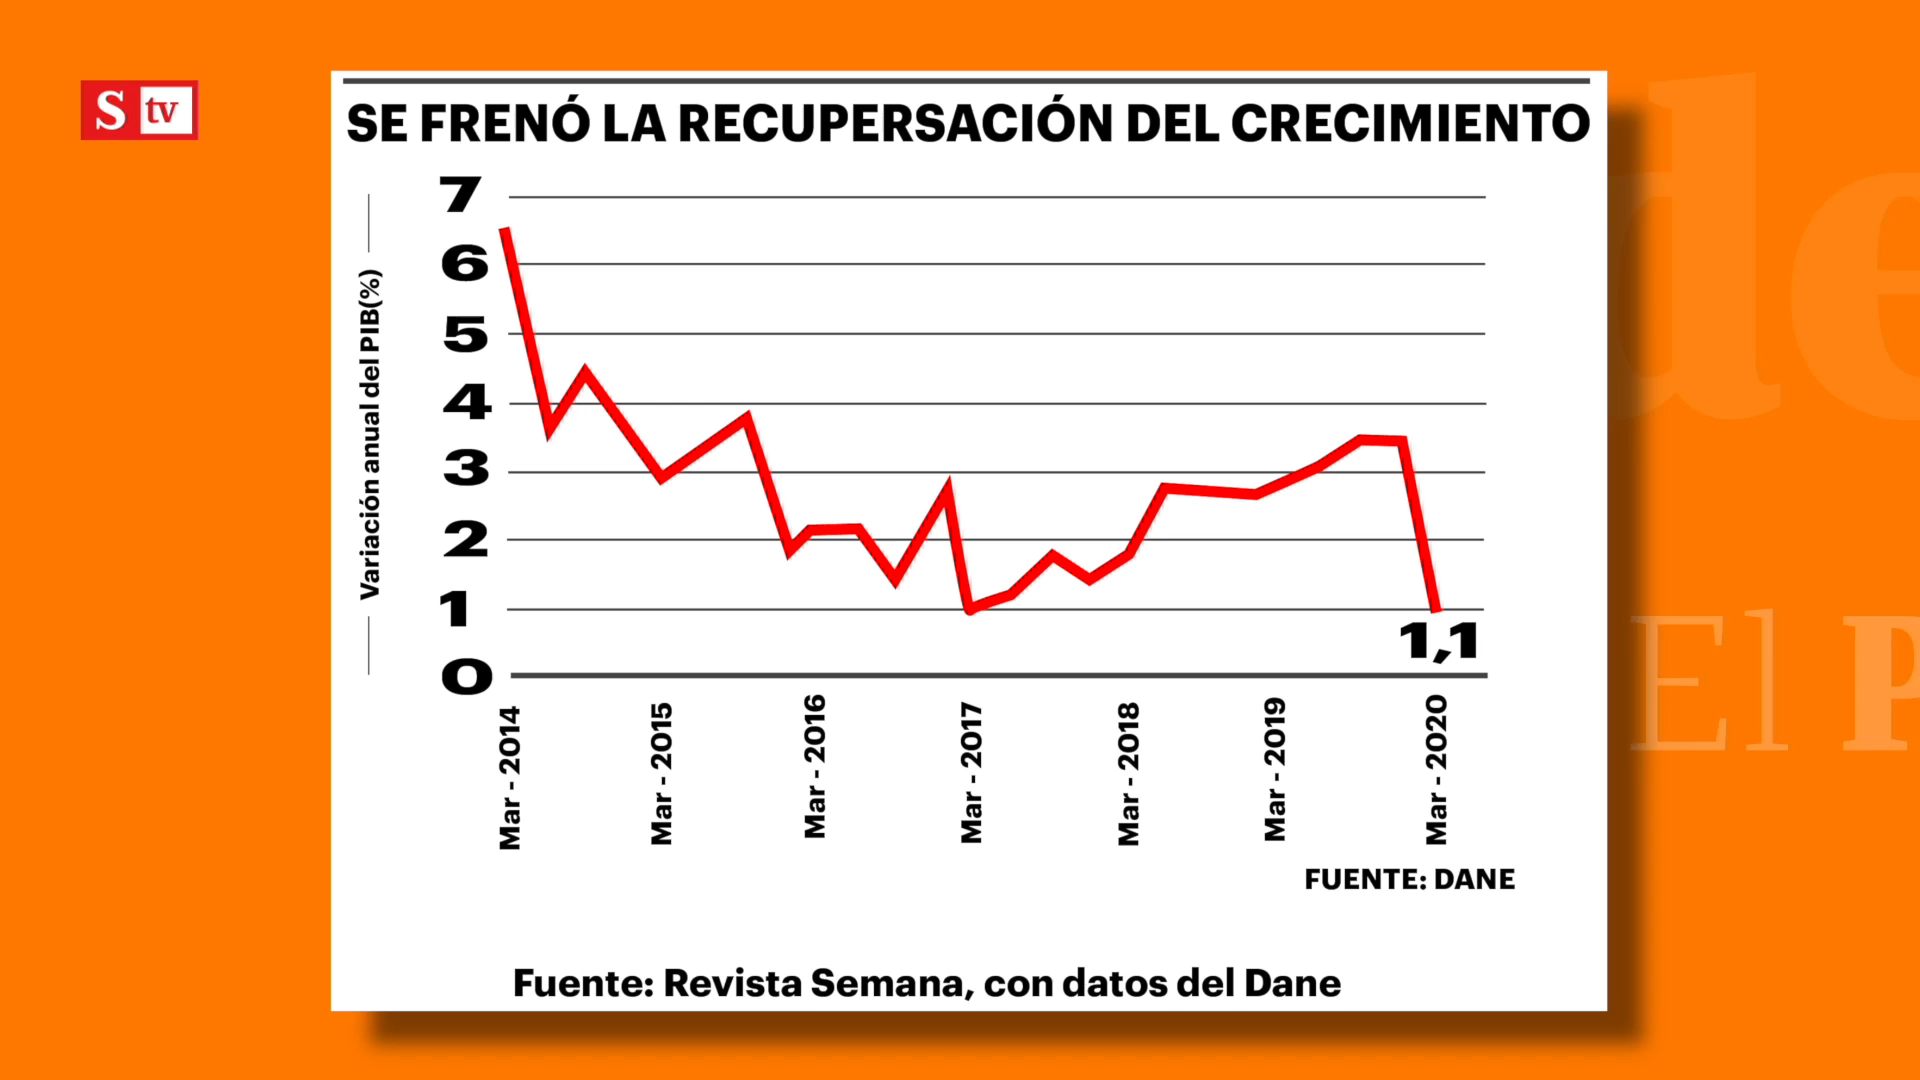 S tv
SE FRENÓ LA RECUPERSACIÓN DEL CRECIMIENTO
Variación anual del PIB(%)
7
6
5
4
3
2
1
0
1,1
Mar - 2014
Mar - 2015
Mar - 2016
Mar - 2017
Mar - 2018
Mar - 2019
Mar - 2020
FUENTE: DANE
Fuente: Revista Semana, con datos del Dane
de
El P